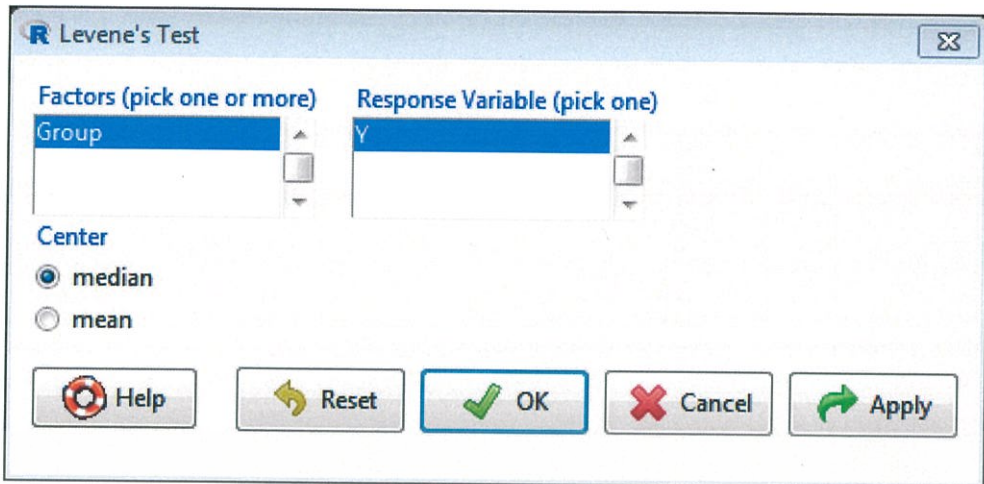 R Levene's Test
Factors (pick one or more) Response Variable (pick one)
Group Y
Center
median
mean
Help Reset OK Cancel Apply